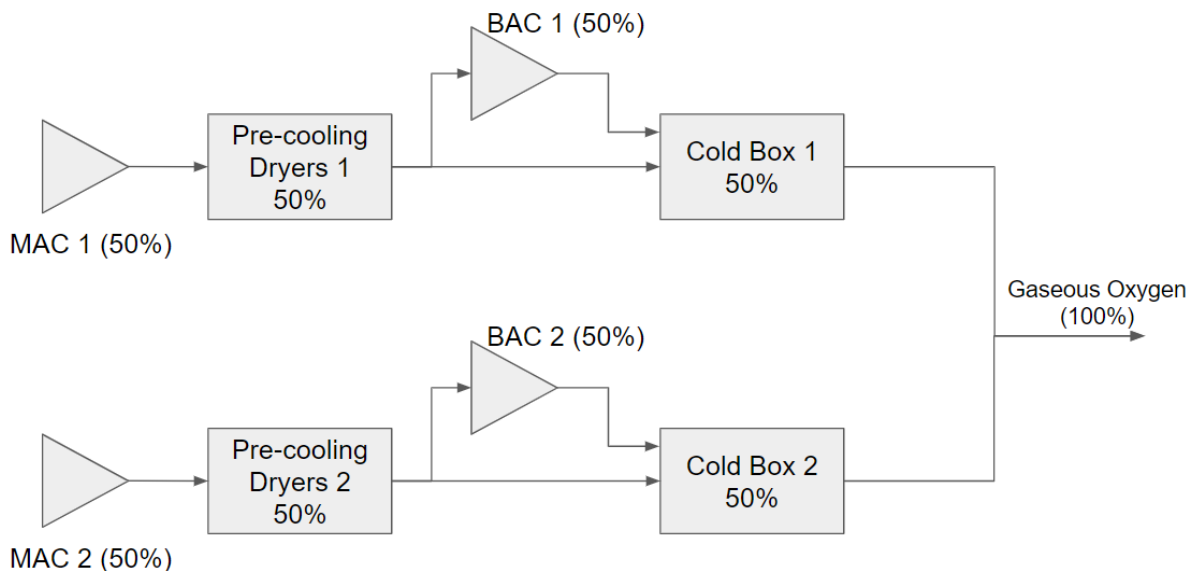 BAC 1 (50%)
Pre-cooling
Dryers 1
50%
Cold Box 1
50%
MAC 1 (50%)
Gaseous Oxygen
(100%)
BAC 2 (50%)
Pre-cooling
Dryers 2
50%
Cold Box 2
50%
MAC 2 (50%)